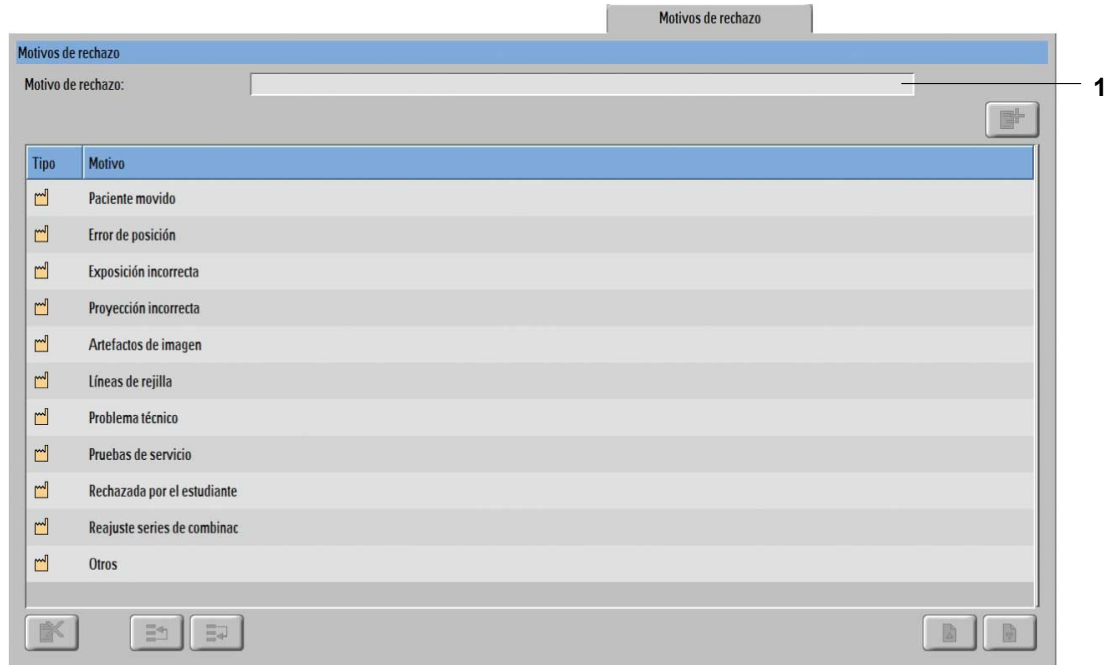 Motivos de rechazo
Motivos de rechazo
Motivo de rechazo:
1
Tipo Motivo
Paciente movido
Error de posición
Exposición incorrecta
Proyección incorrecta
Artefactos de imagen
Líneas de rejilla
Problema técnico
Pruebas de servicio
Rechazada por el estudiante
Reajuste series de combinac
Otros